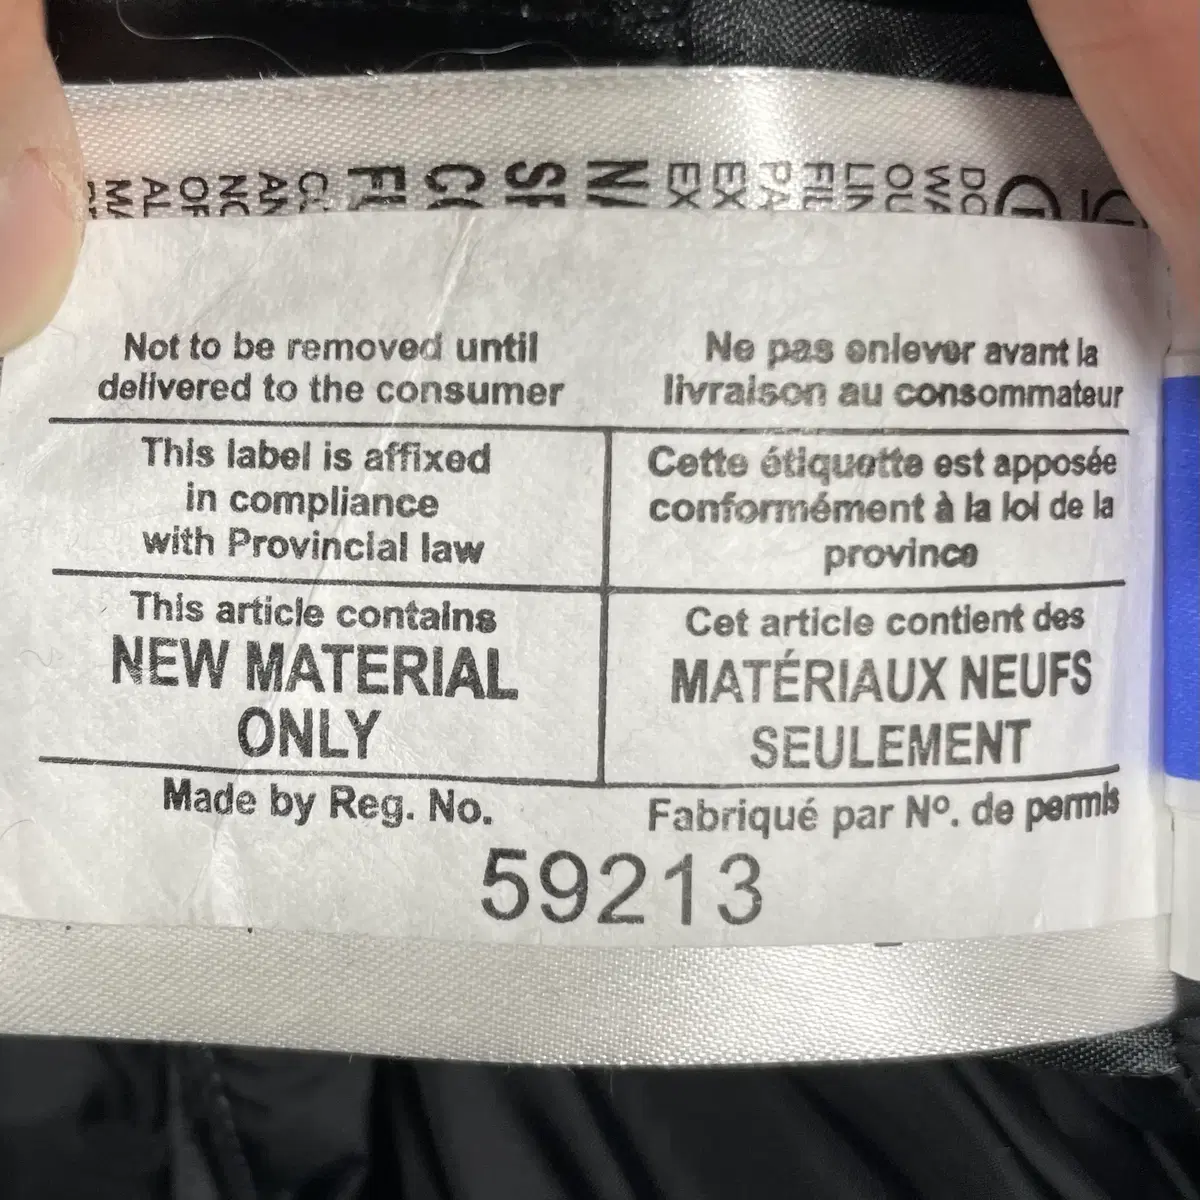 Not to be removed until
delivered to the consumer
Ne pas enlever avant la
livraison au consommateur
This label is affixed
in compliance
with Provincial law
Cette étiquette est apposée
conformément à la loi de la
province
This article contains
NEW MATERIAL
ONLY
Cet article contient des
MATÉRIAUX NEUFS
SEULEMENT
Made by Reg. No.
Fabriqué par Nº. de permis
59213